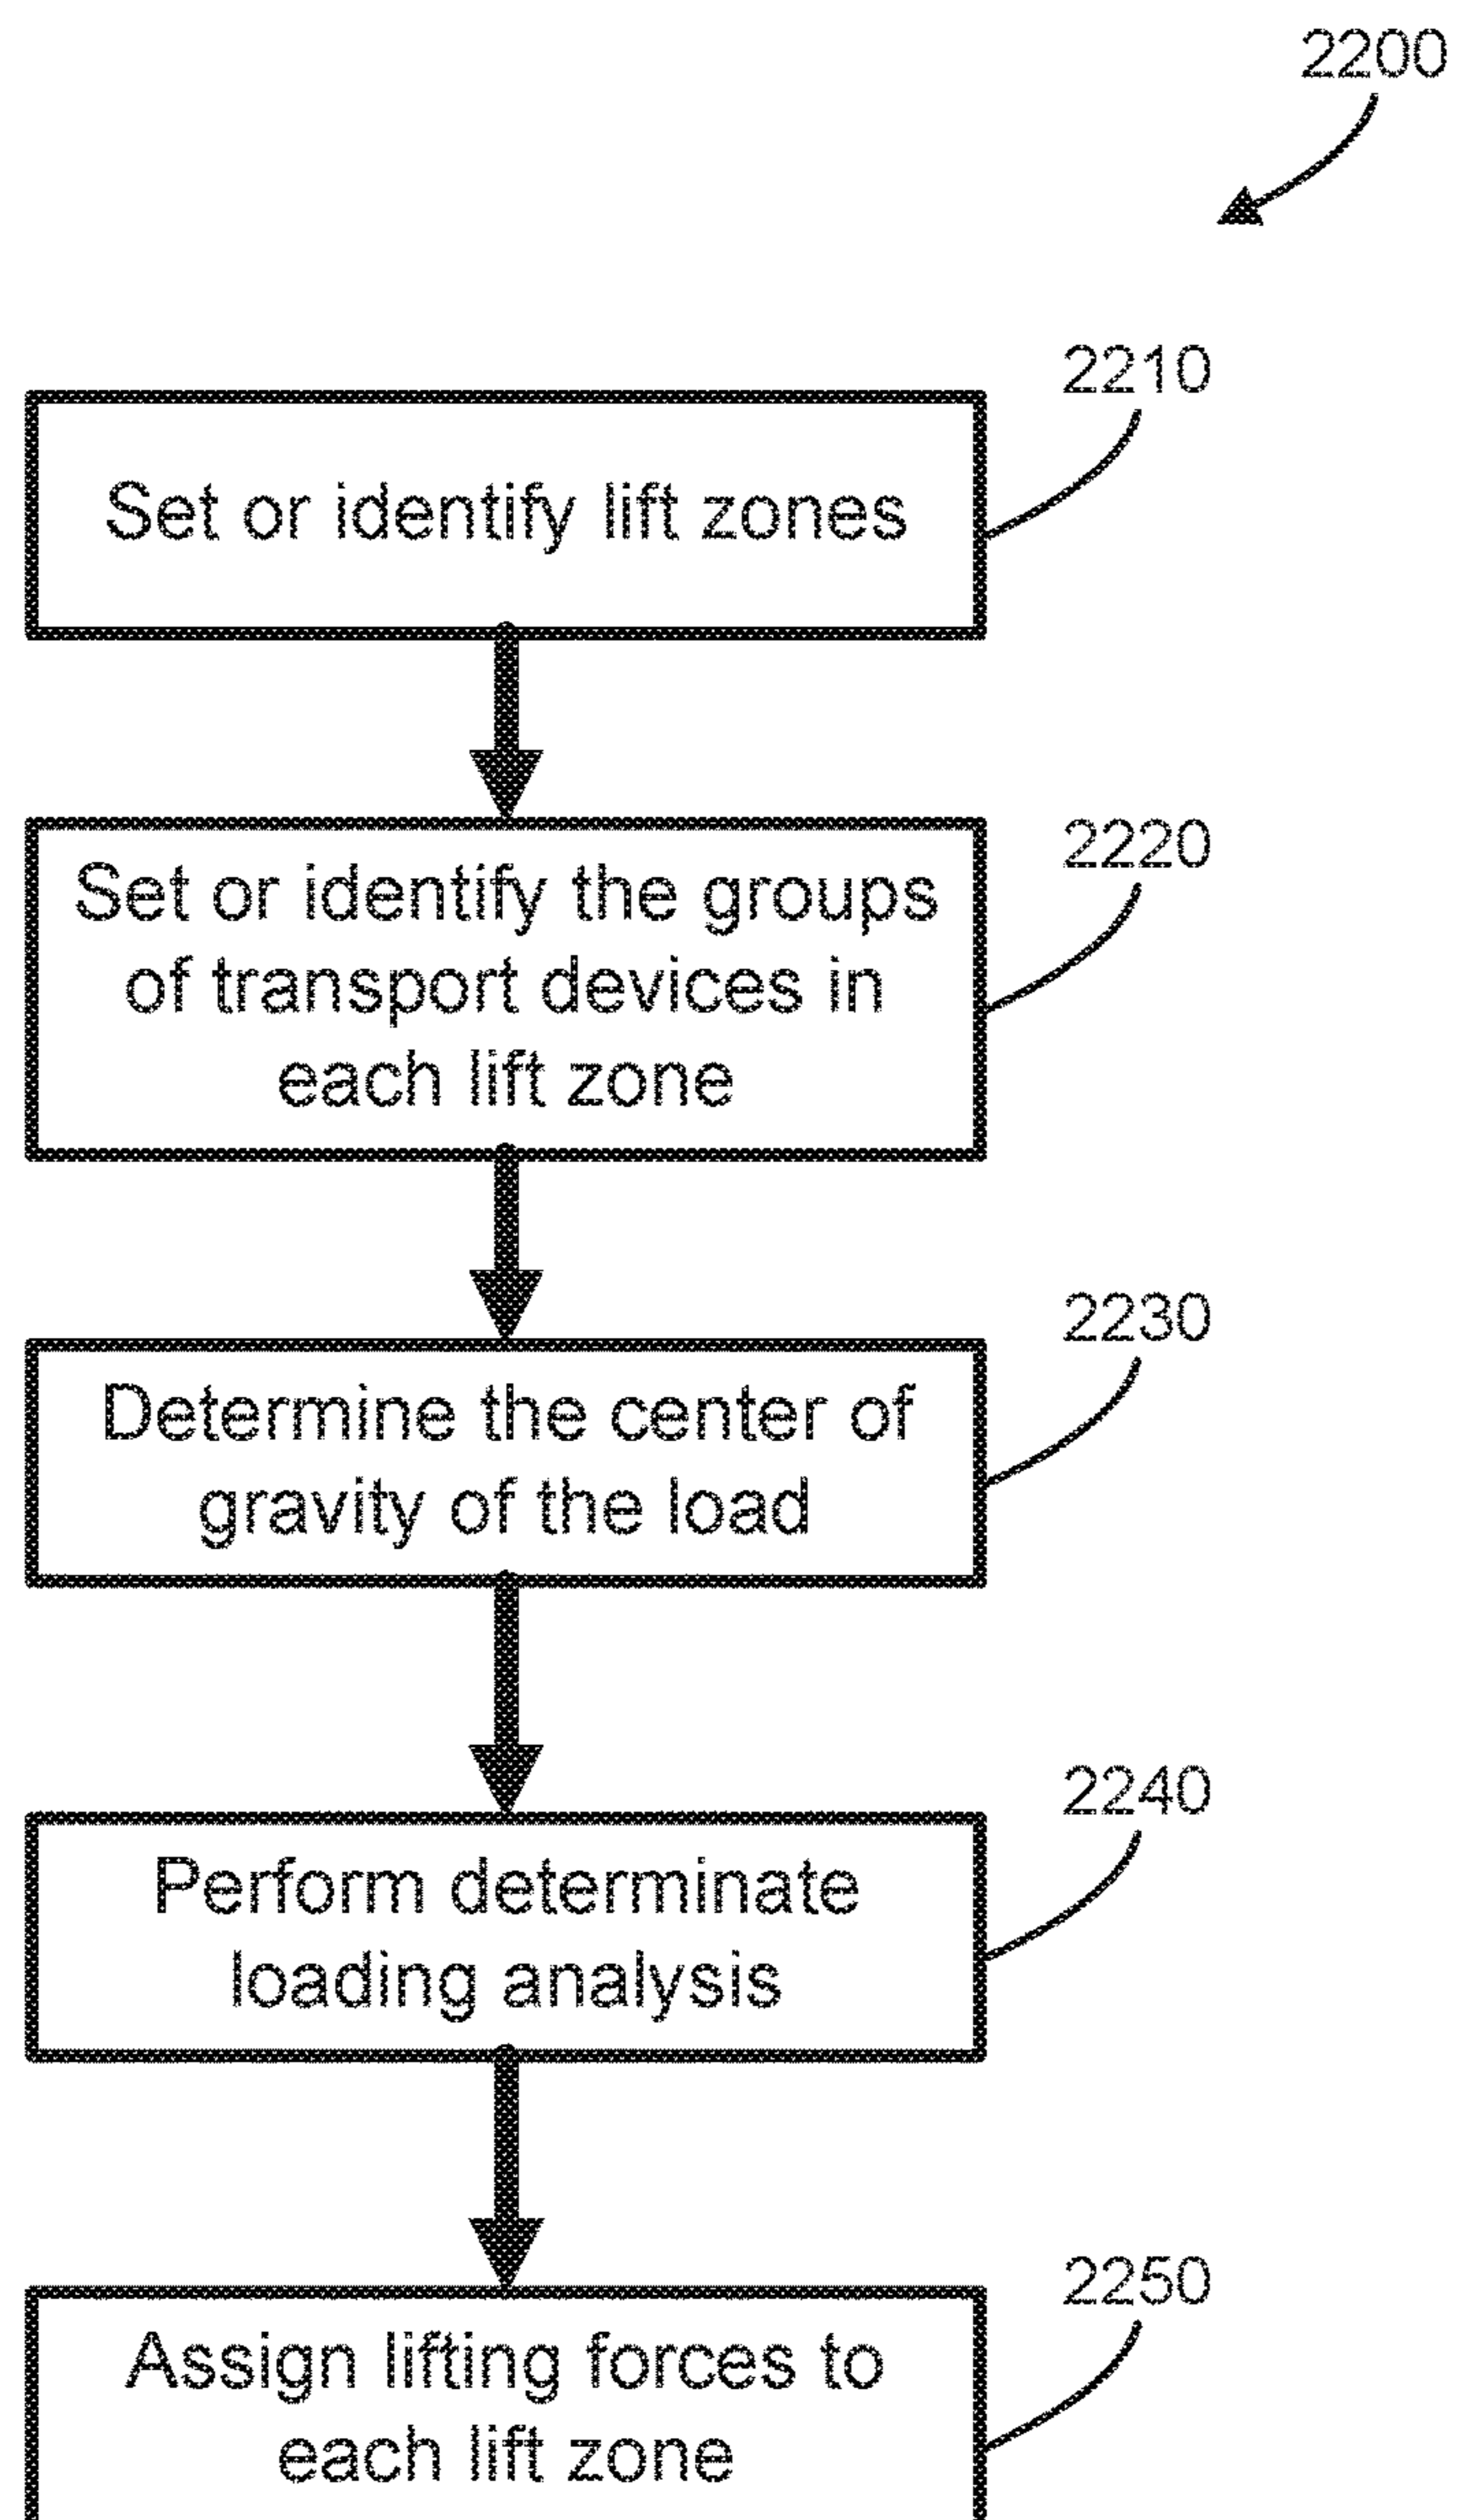 2200
2210
Set or identify lift zones
2220
Set or identify the groups
of transport devices in
each lift zone
2230
Determine the center of
gravity of the load
2240
Perform determinate
loading analysis
2250
Assign lifting forces to
each lift zone